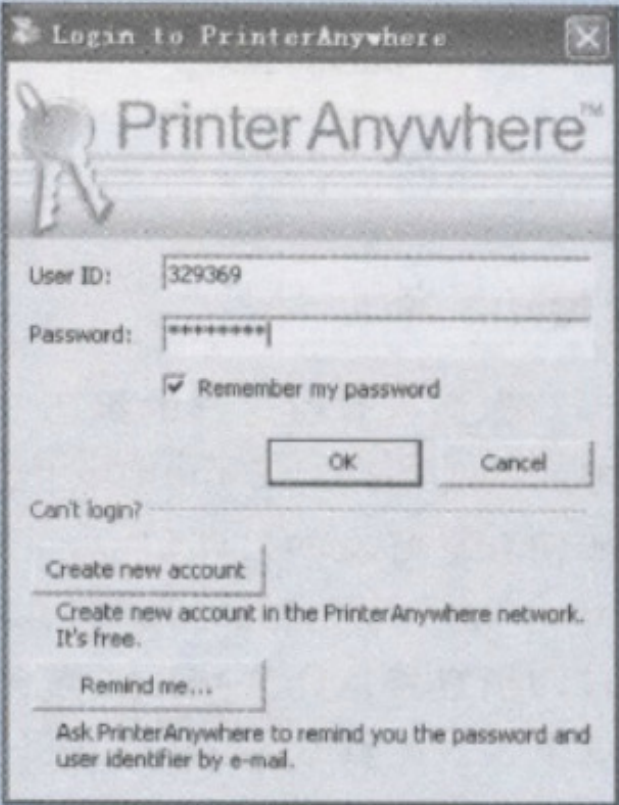 Login to PrinterAnywhere
PrinterAnywhere™
User ID: 329369
Password: ********
Remember my password
OK Cancel
Can't login?
Create new account
Create new account in the PrinterAnywhere network.
It's free.
Remind me...
Ask PrinterAnywhere to remind you the password and
user identifier by e-mail.